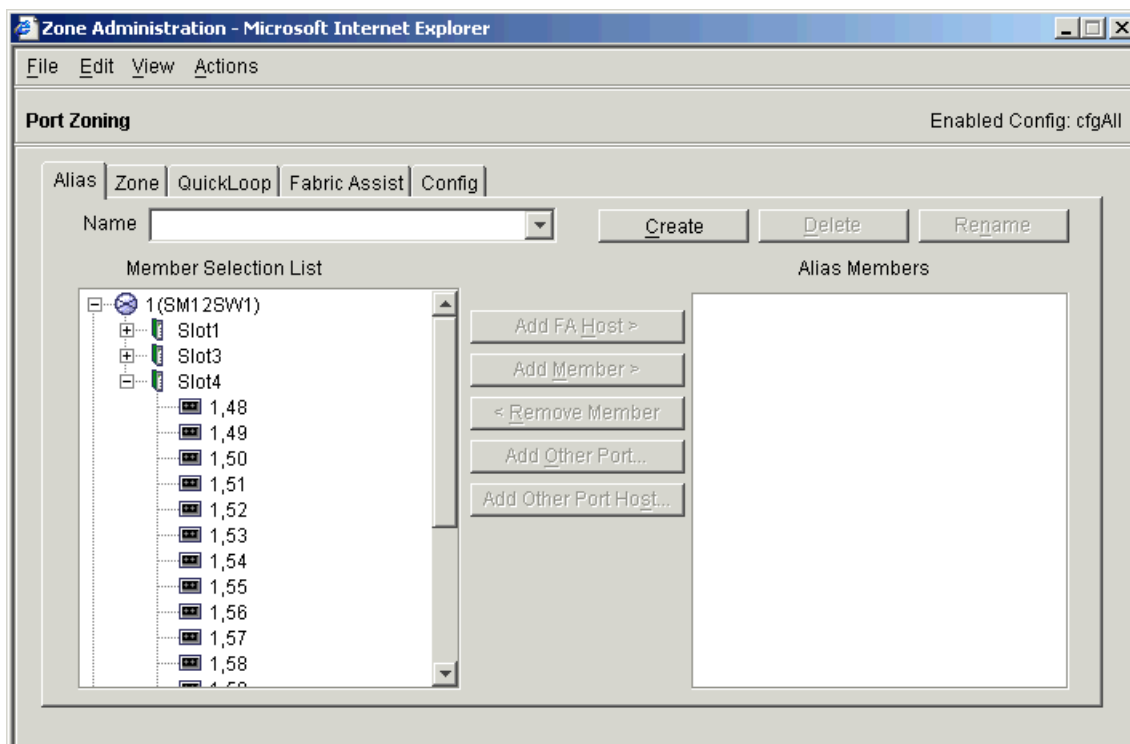 Zone Administration - Microsoft Internet Explorer
File Edit View Actions
Port Zoning
Enabled Config: cfgAll
Alias Zone QuickLoop Fabric Assist Config
Name
Create
Delete
Rename
Member Selection List
Alias Members
1(SM12SW1)
Slot1
Slot3
Slot4
1,48
1,49
1,50
1,51
1,52
1,53
1,54
1,55
1,56
1,57
1,58
Add FA Host >
Add Member >
< Remove Member
Add Other Port...
Add Other Port Host...